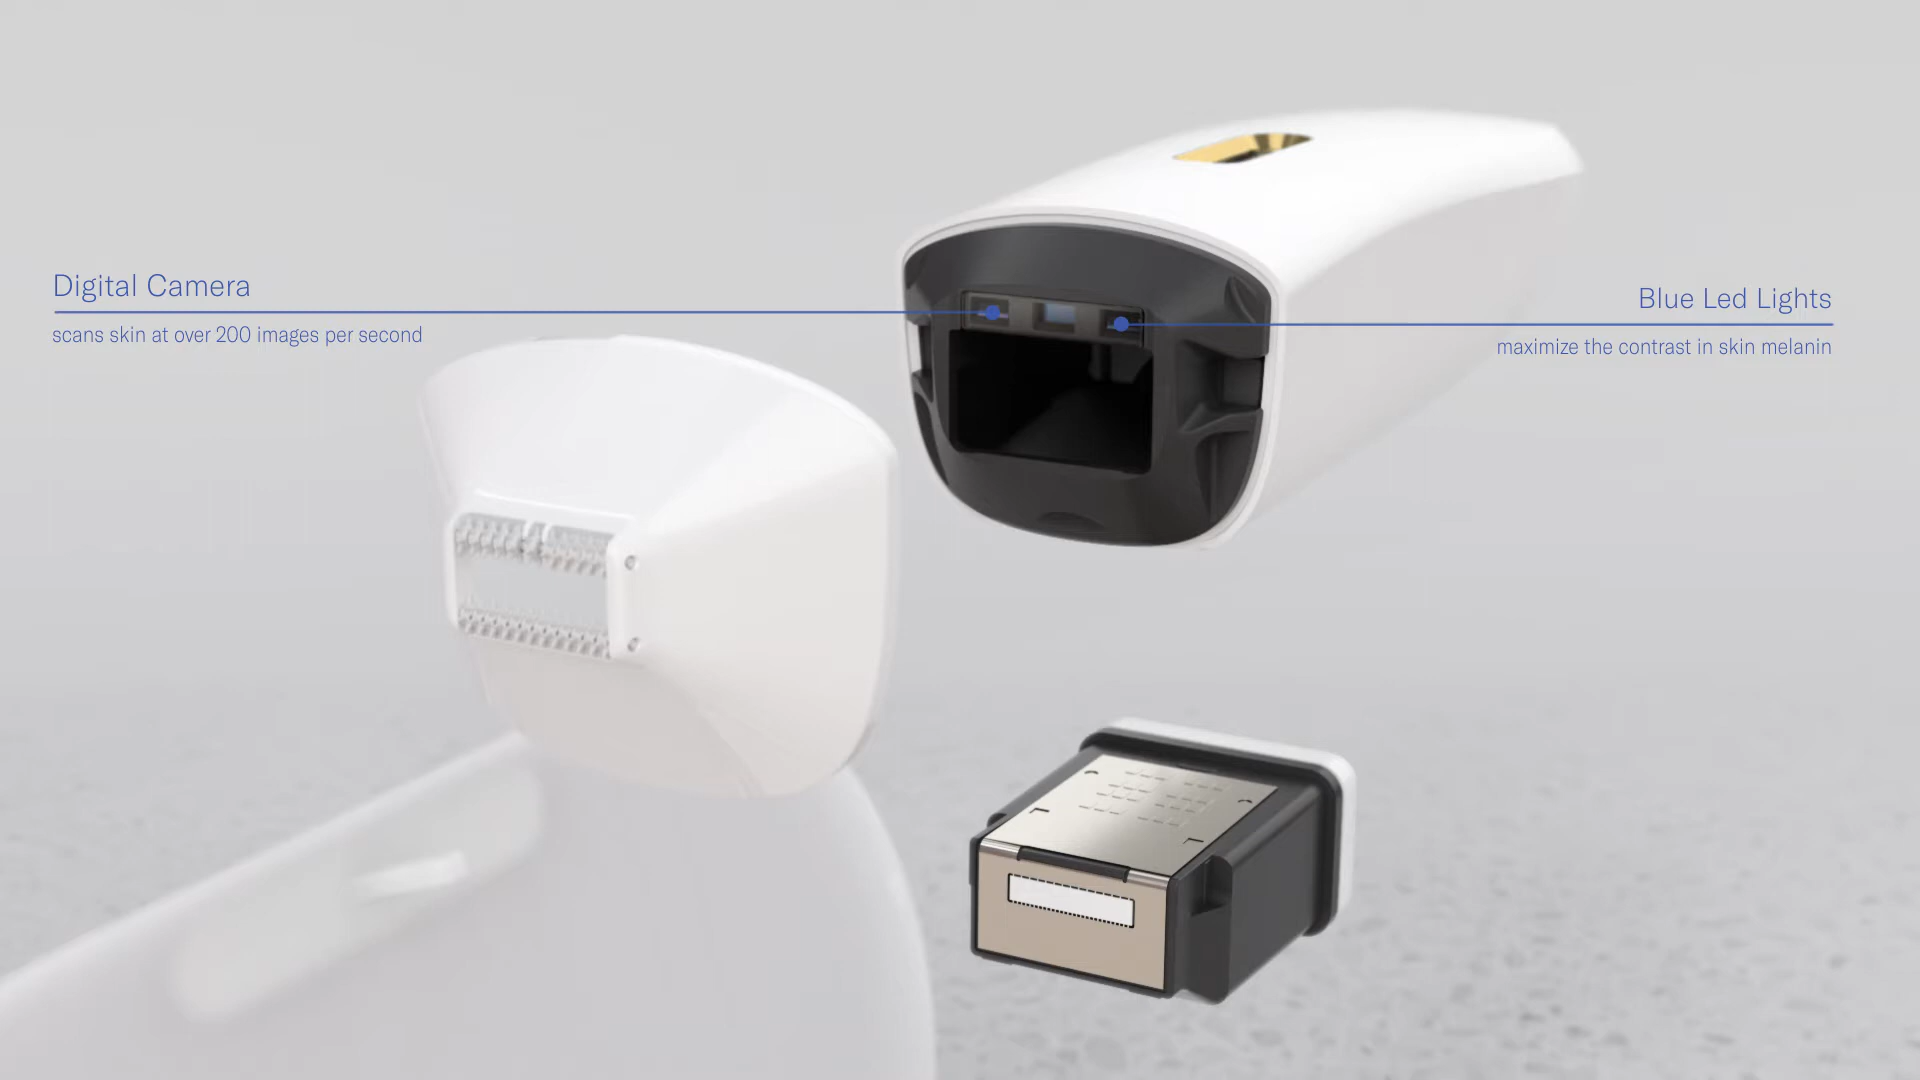 Digital Camera
scans skin at over 200 images per second
Blue Led Lights
maximize the contrast in skin melanin